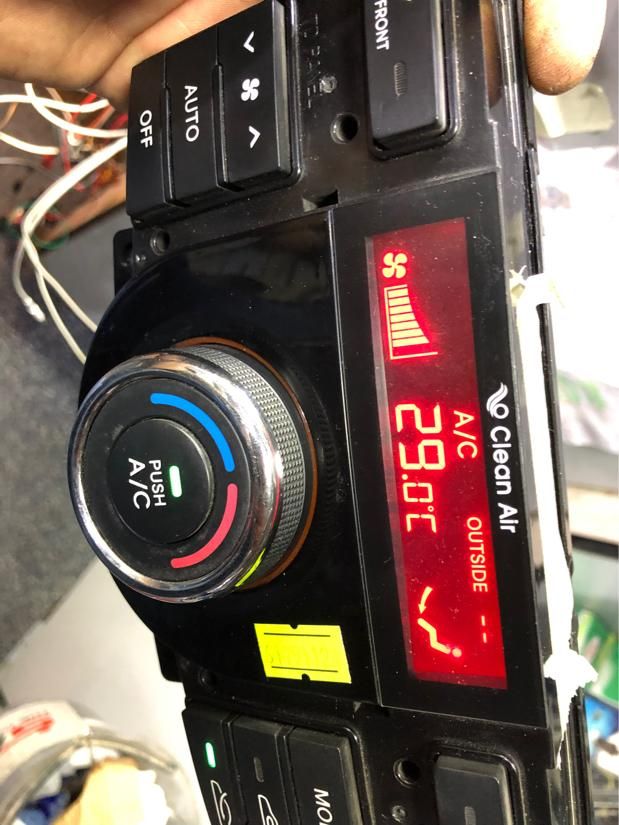 FRONT
AUTO
OFF
Clean Air
A/C
OUTSIDE --
29.0°C
PUSH
A/C